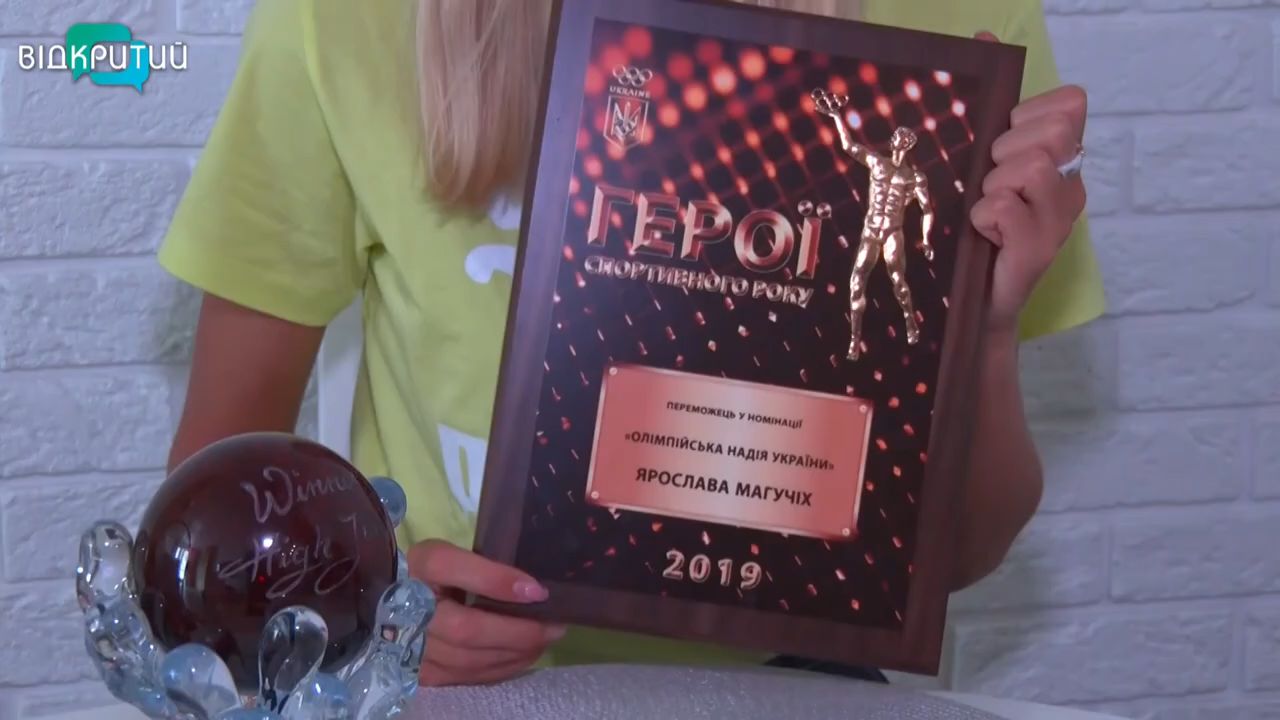 ВІДКРИТИЙ
UKRAINE
ГЕРОЇ
СПОРТИВНОГО РОКУ
ПЕРЕМОЖЕЦЬ У НОМІНАЦІЇ
«ОЛІМПІЙСЬКА НАДІЯ УКРАЇНИ»
ЯРОСЛАВА МАГУЧІХ
2019
High